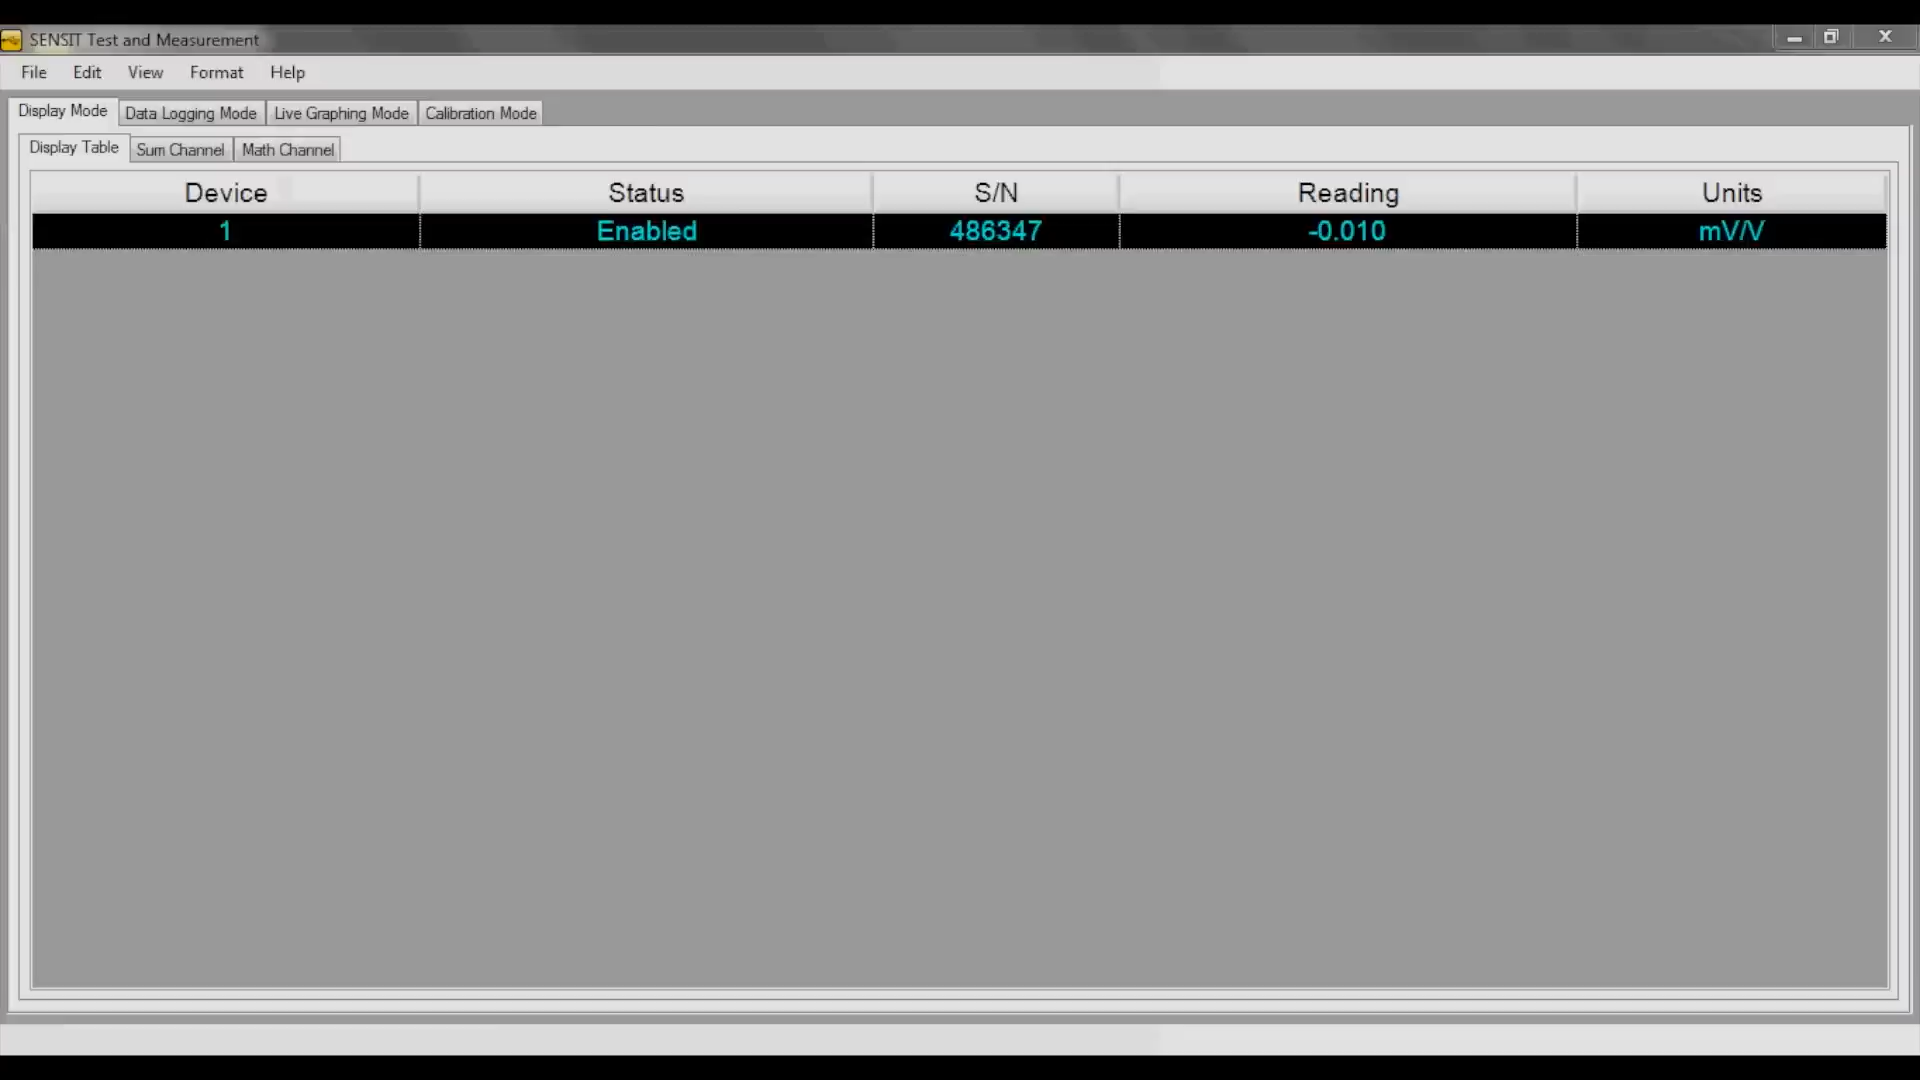 SENSIT Test and Measurement
File Edit View Format Help
Display Mode Data Logging Mode Live Graphing Mode Calibration Mode
Display Table Sum Channel Math Channel
Device Status S/N Reading Units
1 Enabled 486347 -0.010 mV/V